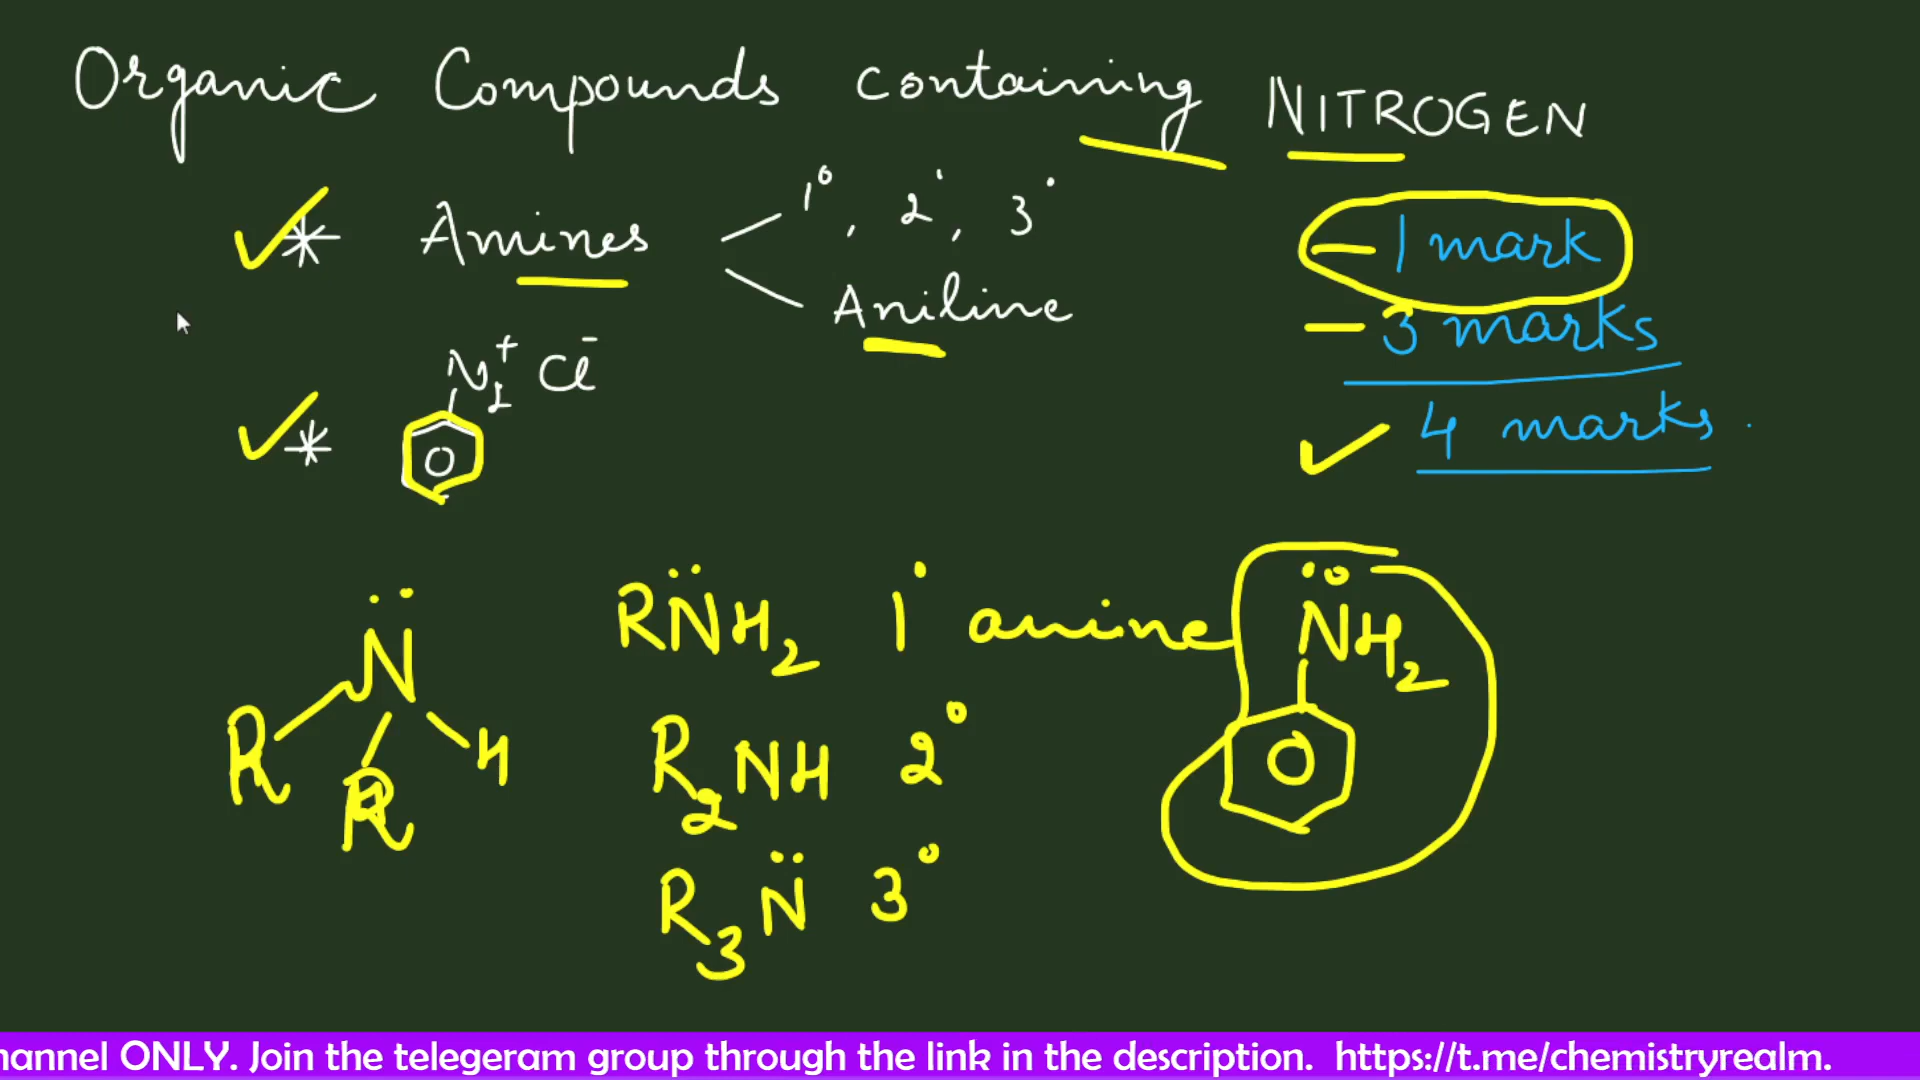 Organic Compounds containing NITROGEN
* Amines 1°, 2°, 3°
Aniline
- 1 mark
- 3 marks
4 marks.
* N₂⁺ Cl⁻
R N R H
RNH₂ 1° amine
R₂NH 2°
R₃N 3°
NH₂
hannel ONLY. Join the telegeram group through the link in the description. https://t.me/chemistryrealm.